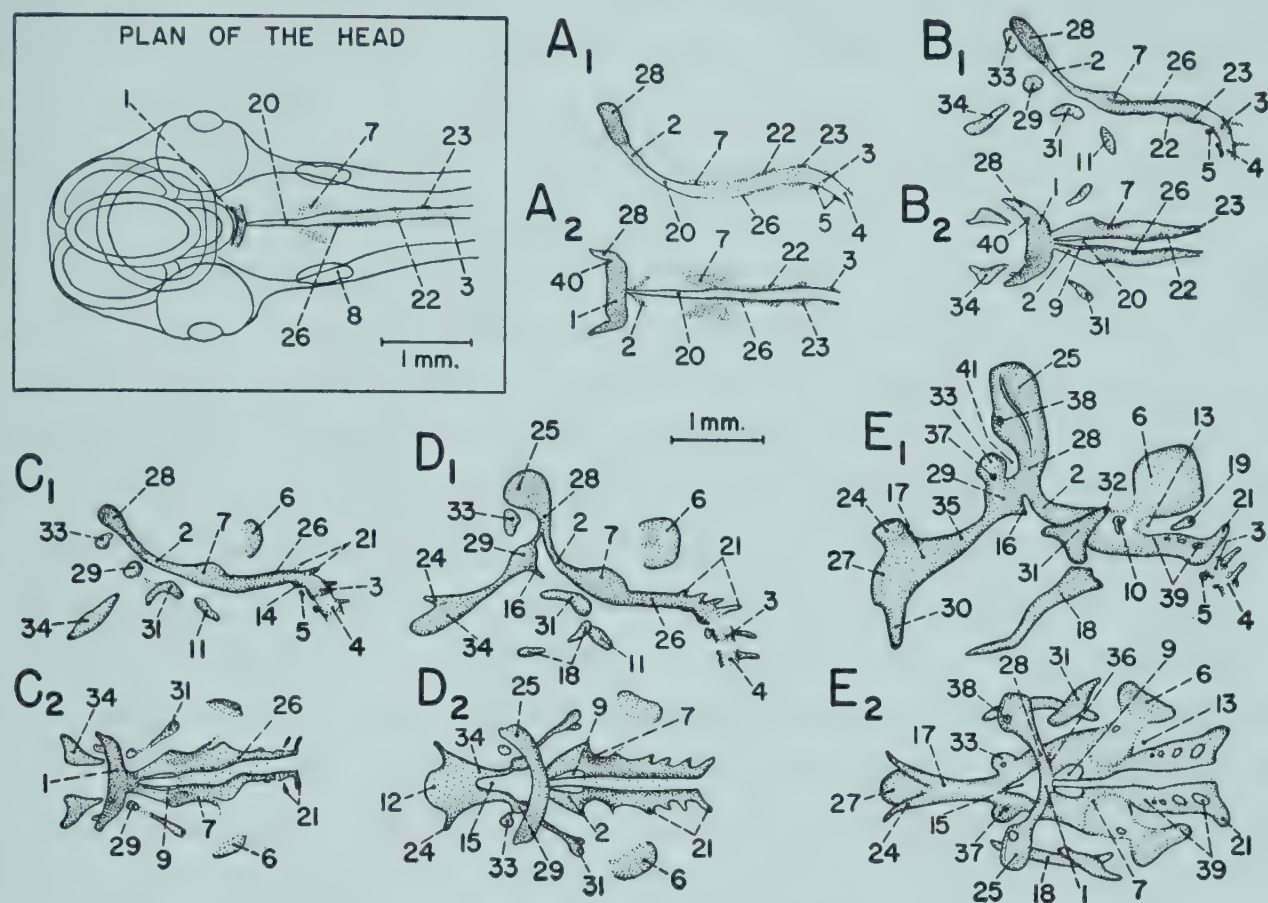 PLAN OF THE HEAD
1 20 7 23
26 8 22 3
1 mm.
A1
28 2 7 22 23 3
20 26 5 4
A2
28 7 22 3
40 1 2 20 26 23
B1
28 2 7 26 23 3
33 34 29 31 11 22 5 4
B2
28 1 7 26 23
40 34 2 9 31 20 22
1 mm.
C1
28 2 7 6 26 21
33 29 34 31 11 14 5 3 4
C2
34 31 6 26
1 29 9 7 6 21
D1
25 28 2 7 6 21
33 29 24 16 34 31 18 11 26 3 4
D2
25 9 7
34 12 15 24 33 29 31 2 6 21
E1
41 25 38 6 13
33 37 29 28 2 32 19 21 3
24 17 35 16 31 10 39 5 4
27 30 18
E2
28 31 36 9 6 13
38 33 17 27 15 24 37 25 18 1 7 39 21